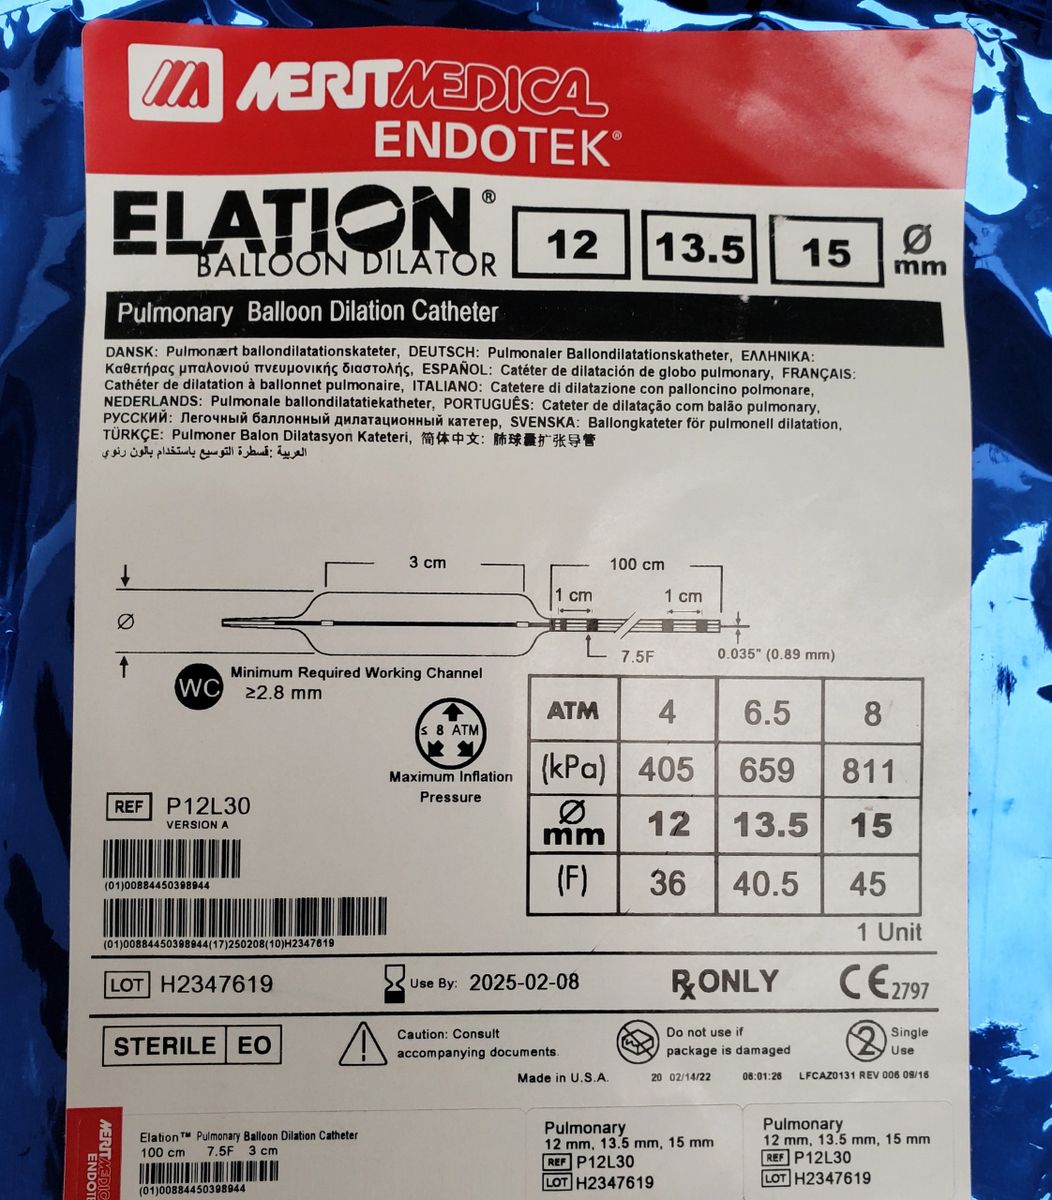 MERITMEDICAL
ENDOTEK®
ELATION®
BALLOON DILATOR
12 13.5 15 Ø mm
Pulmonary Balloon Dilation Catheter
DANSK: Pulmonært ballondilatationskateter, DEUTSCH: Pulmonaler Ballondilatationskatheter, ΕΛΛΗΝΙΚΑ:
Καθετήρας μπαλονιού πνευμονικής διαστολής, ESPAÑOL: Catéter de dilatación de globo pulmonary, FRANÇAIS:
Cathéter de dilatation à ballonnet pulmonaire, ITALIANO: Catetere di dilatazione con palloncino polmonare,
NEDERLANDS: Pulmonale ballondilatatiekatheter, PORTUGUÊS: Cateter de dilatação com balão pulmonary,
РУССКИЙ: Легочный баллонный дилатационный катетер, SVENSKA: Ballongkateter för pulmonell dilatation,
TÜRKÇE: Pulmoner Balon Dilatasyon Kateteri, 简体中文: 肺球囊扩张导管
العربية :قسطرة التوسيع باستخدام بالون رئوي
3 cm 100 cm
1 cm 1 cm
Ø
7.5F 0.035" (0.89 mm)
WC Minimum Required Working Channel
≥2.8 mm
≤ 8 ATM
Maximum Inflation
Pressure
ATM 4 6.5 8
(kPa) 405 659 811
Ø mm 12 13.5 15
(F) 36 40.5 45
1 Unit
REF P12L30
VERSION A
(01)00884450398944
(01)00884450398944(17)250208(10)H2347619
LOT H2347619 Use By: 2025-02-08 Rx ONLY CE 2797
STERILE EO
Caution: Consult
accompanying documents.
Do not use if
package is damaged
2 Single
Use
Made in U.S.A. 20 02/14/22 06:01:26 LFCAZ0131 REV 006 09/16
MERITMEDICAL
Elation™ Pulmonary Balloon Dilation Catheter
100 cm 7.5F 3 cm
(01)00884450398944
Pulmonary
12 mm, 13.5 mm, 15 mm
REF P12L30
LOT H2347619
Pulmonary
12 mm, 13.5 mm, 15 mm
REF P12L30
LOT H2347619